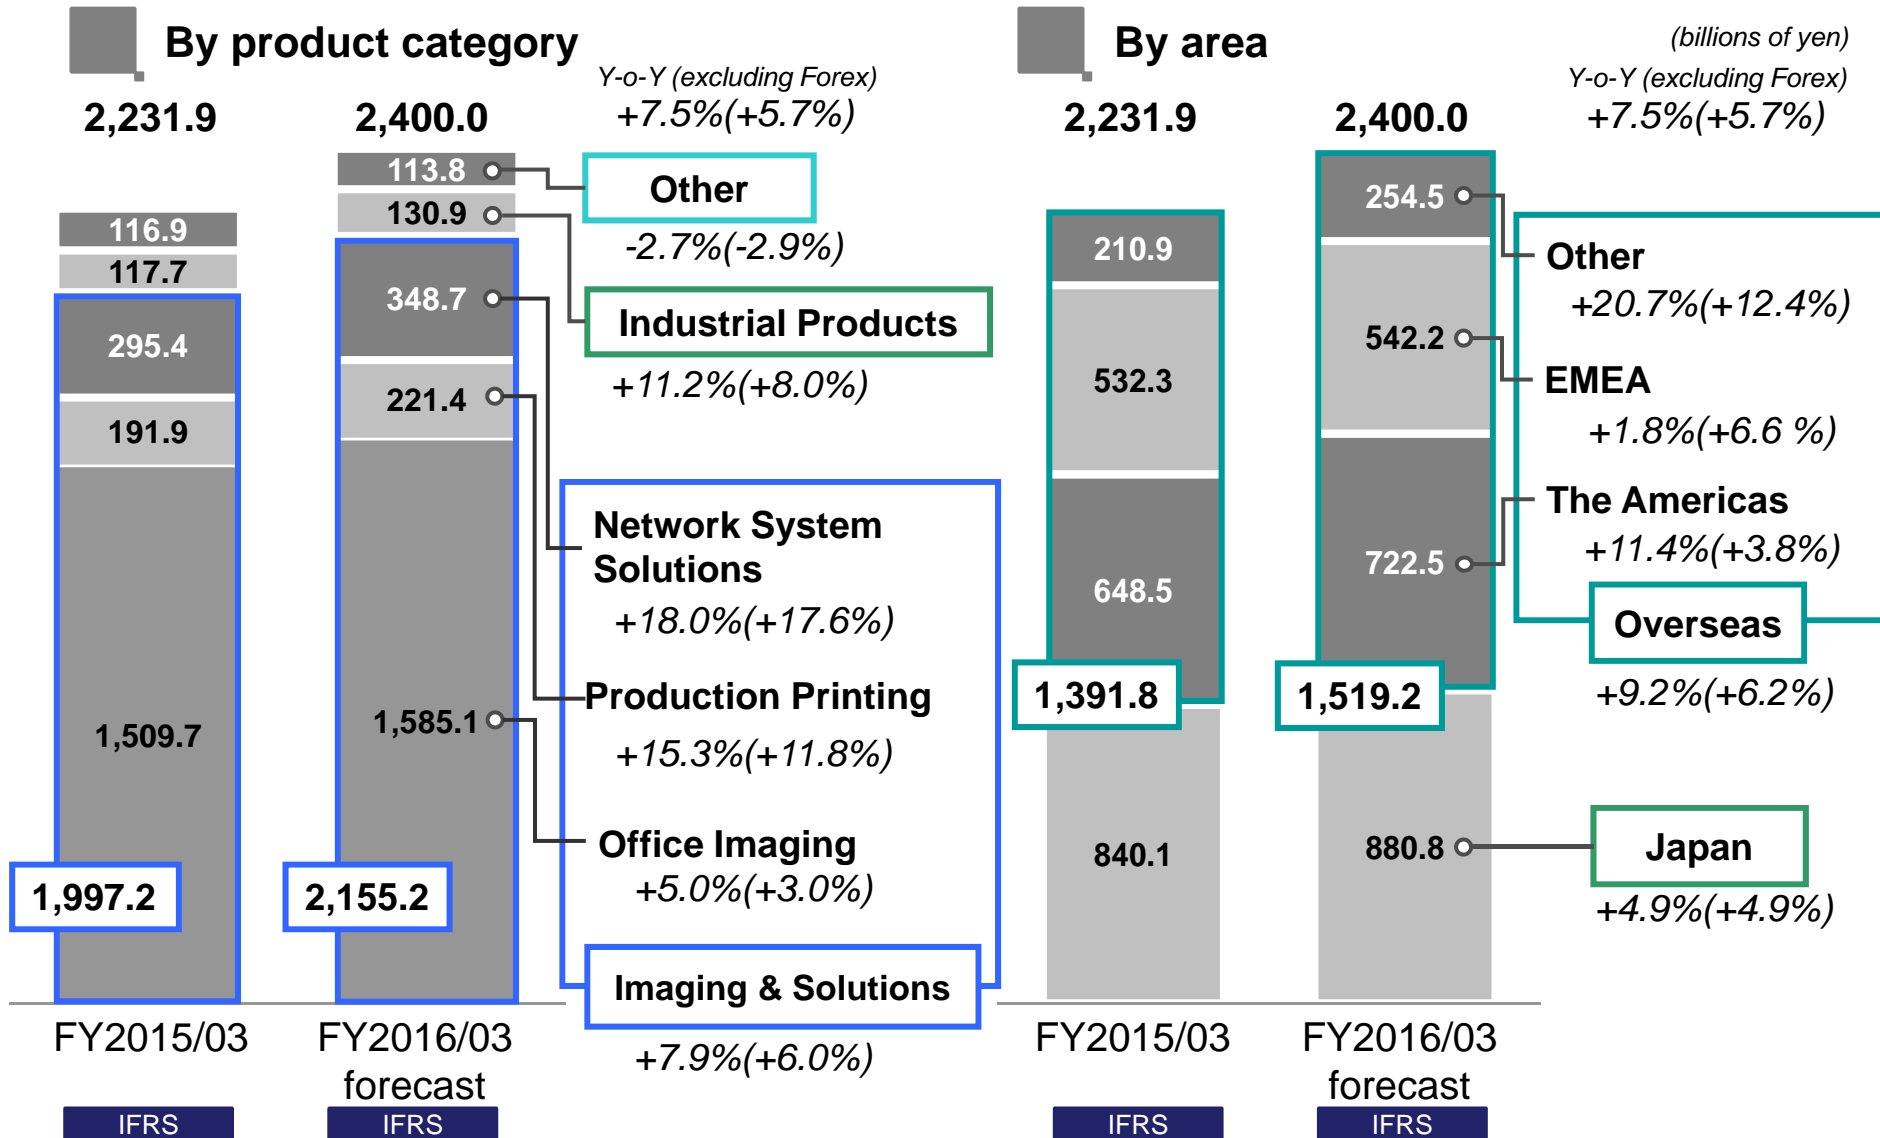 By product category
Y-o-Y (excluding Forex)
2,231.9
2,400.0
+7.5%(+5.7%)
113.8
Other
-2.7%(-2.9%)
130.9
116.9
117.7
Industrial Products
+11.2%(+8.0%)
348.7
295.4
221.4
191.9
Network System
Solutions
+18.0%(+17.6%)
Production Printing
+15.3%(+11.8%)
1,509.7
1,585.1
Office Imaging
+5.0%(+3.0%)
1,997.2
2,155.2
Imaging & Solutions
+7.9%(+6.0%)
FY2015/03
FY2016/03
forecast
IFRS
IFRS
By area
(billions of yen)
Y-o-Y (excluding Forex)
2,231.9
2,400.0
+7.5%(+5.7%)
210.9
254.5
Other
+20.7%(+12.4%)
532.3
542.2
EMEA
+1.8%(+6.6 %)
648.5
722.5
The Americas
+11.4%(+3.8%)
Overseas
+9.2%(+6.2%)
1,391.8
1,519.2
840.1
880.8
Japan
+4.9%(+4.9%)
FY2015/03
FY2016/03
forecast
IFRS
IFRS